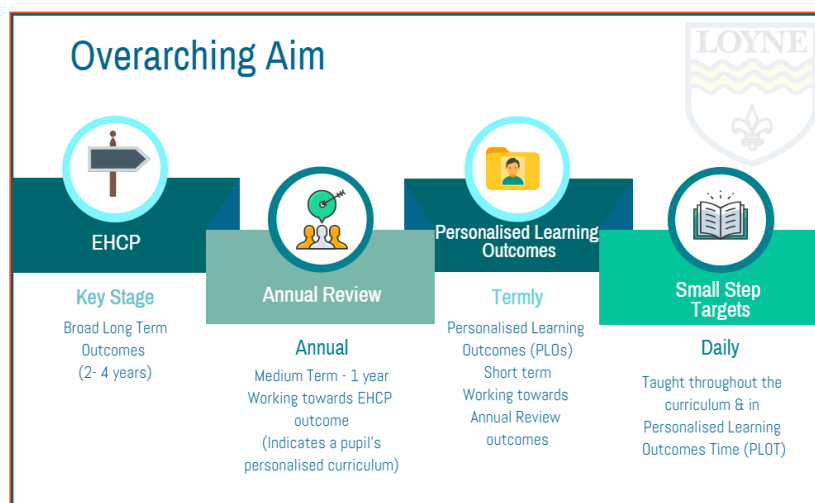 Overarching Aim
LOYNE
EHCP
Key Stage
Broad Long Term
Outcomes
(2- 4 years)
Annual Review
Annual
Medium Term - 1 year
Working towards EHCP
outcome
(Indicates a pupil's
personalised curriculum)
Personalised Learning
Outcomes
Termly
Personalised Learning
Outcomes (PLOs)
Short term
Working towards
Annual Review
outcomes
Small Step
Targets
Daily
Taught throughout the
curriculum & in
Personalised Learning
Outcomes Time (PLOT)